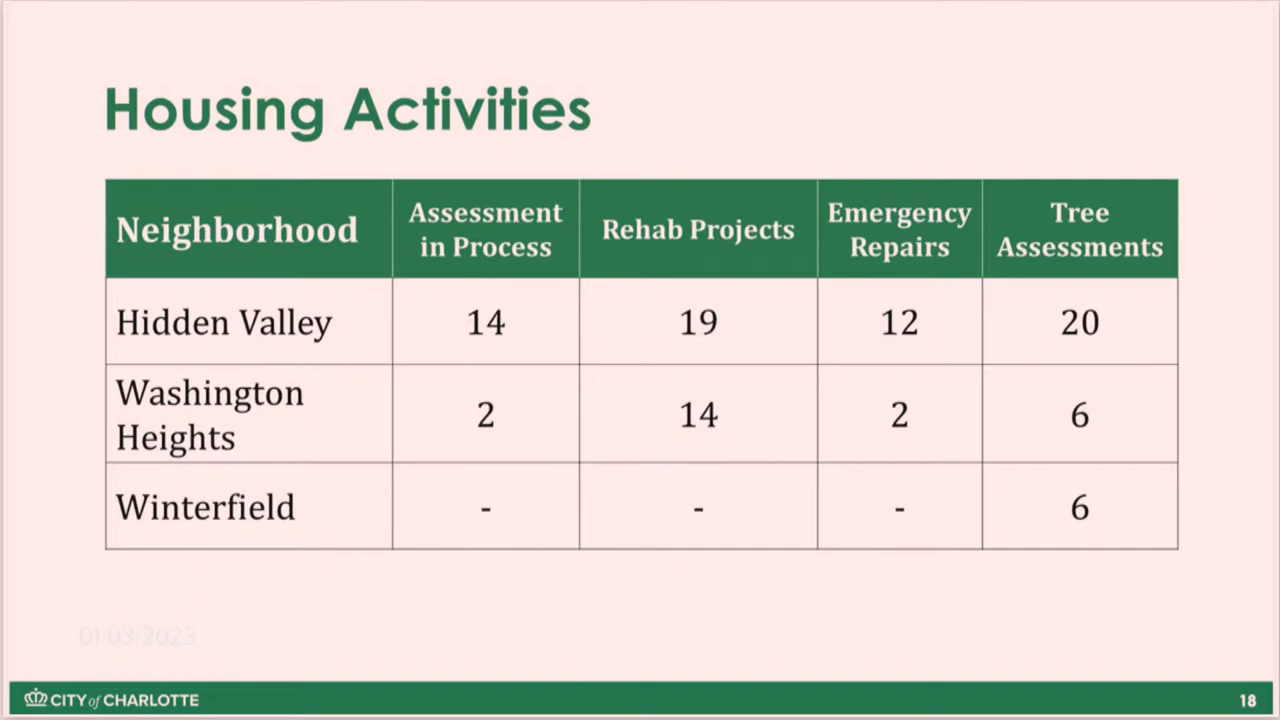 Housing Activities
Neighborhood Assessment in Process Rehab Projects Emergency Repairs Tree Assessments
Hidden Valley 14 19 12 20
Washington Heights 2 14 2 6
Winterfield - - - 6
01/03/2023
CITY of CHARLOTTE 18